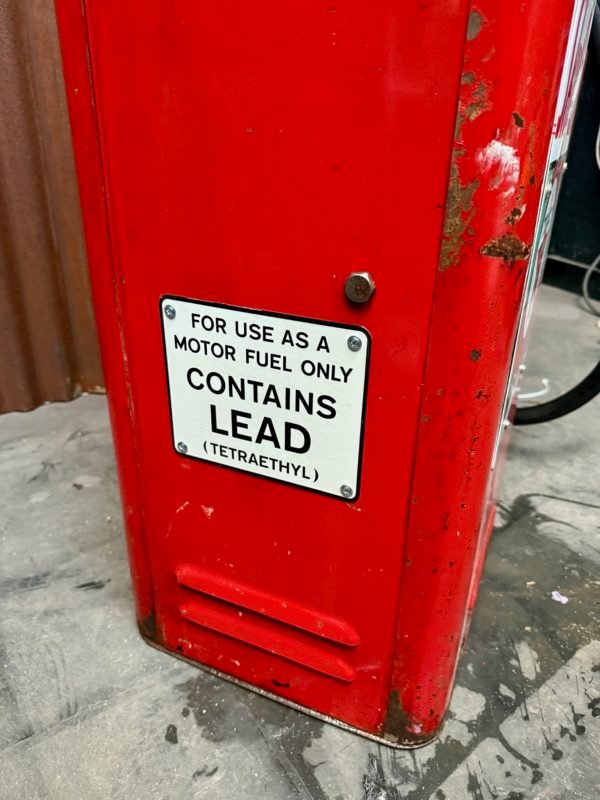 FOR USE AS A
MOTOR FUEL ONLY
CONTAINS
LEAD
(TETRAETHYL)